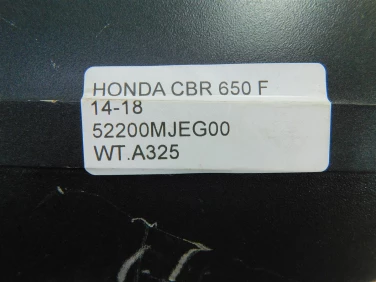 HONDA CBR 650 F
14-18
52200MJEG00
WT.A325